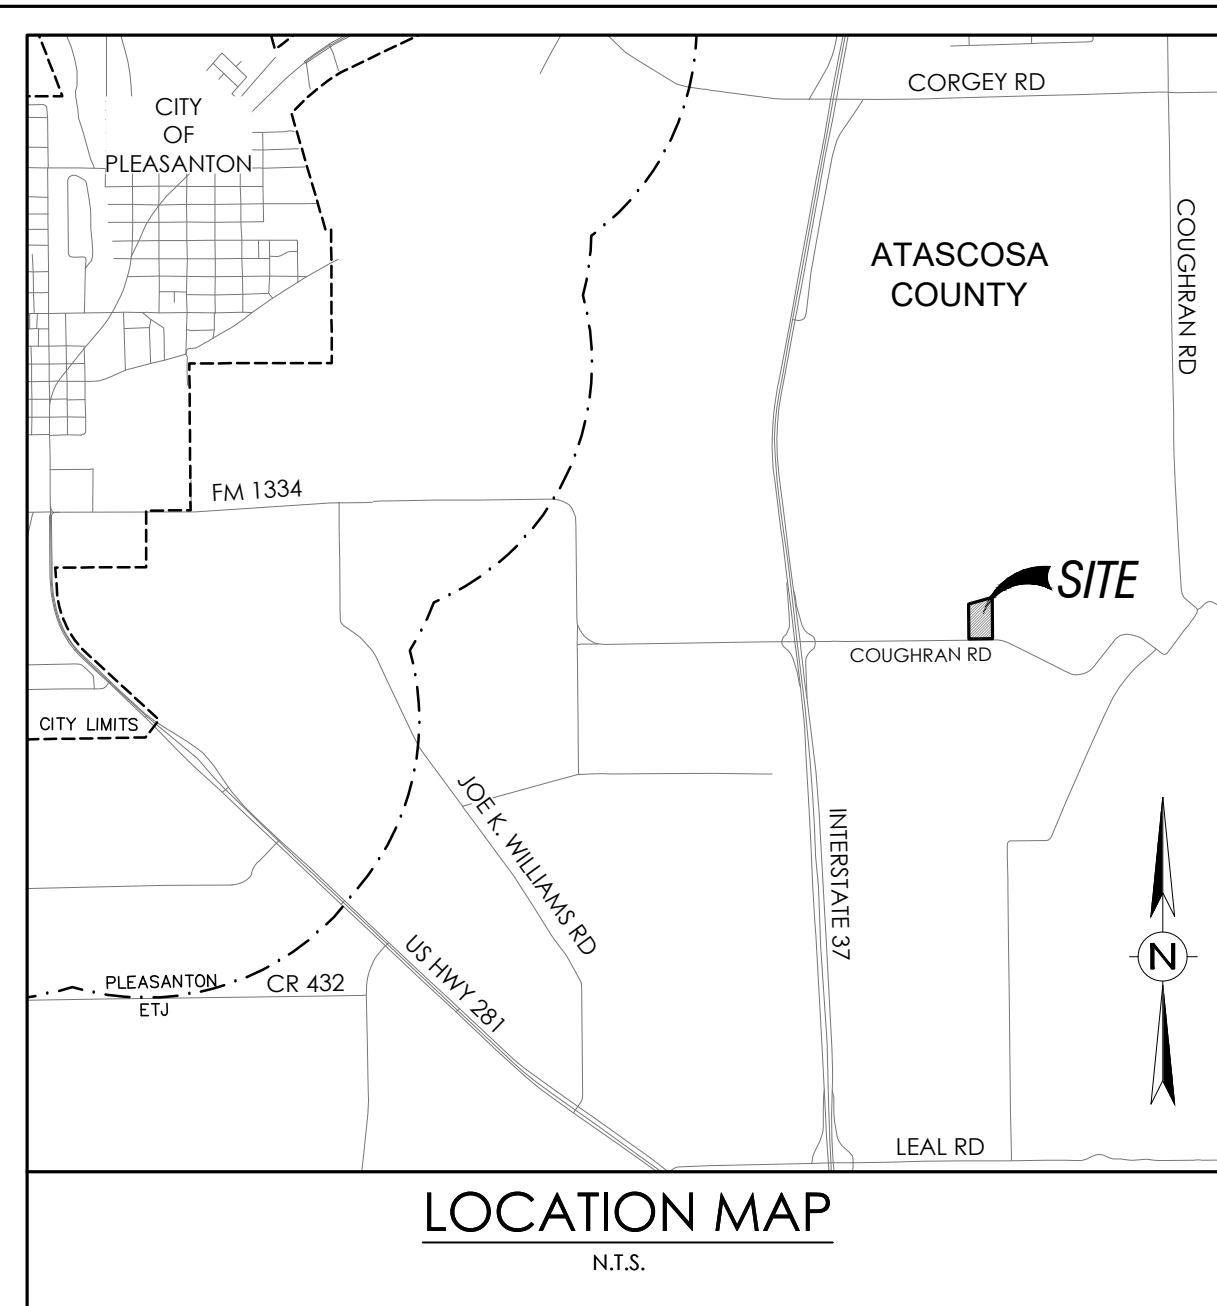 CORGEY RD
CITY
OF
PLEASANTON
COUGHRAN RD
ATASCOSA
COUNTY
FM 1334
SITE
COUGHRAN RD
CITY LIMITS
JOE K. WILLIAMS RD
INTERSTATE 37
US HWY 281
N
PLEASANTON
ETJ
CR 432
LEAL RD
LOCATION MAP
N.T.S.